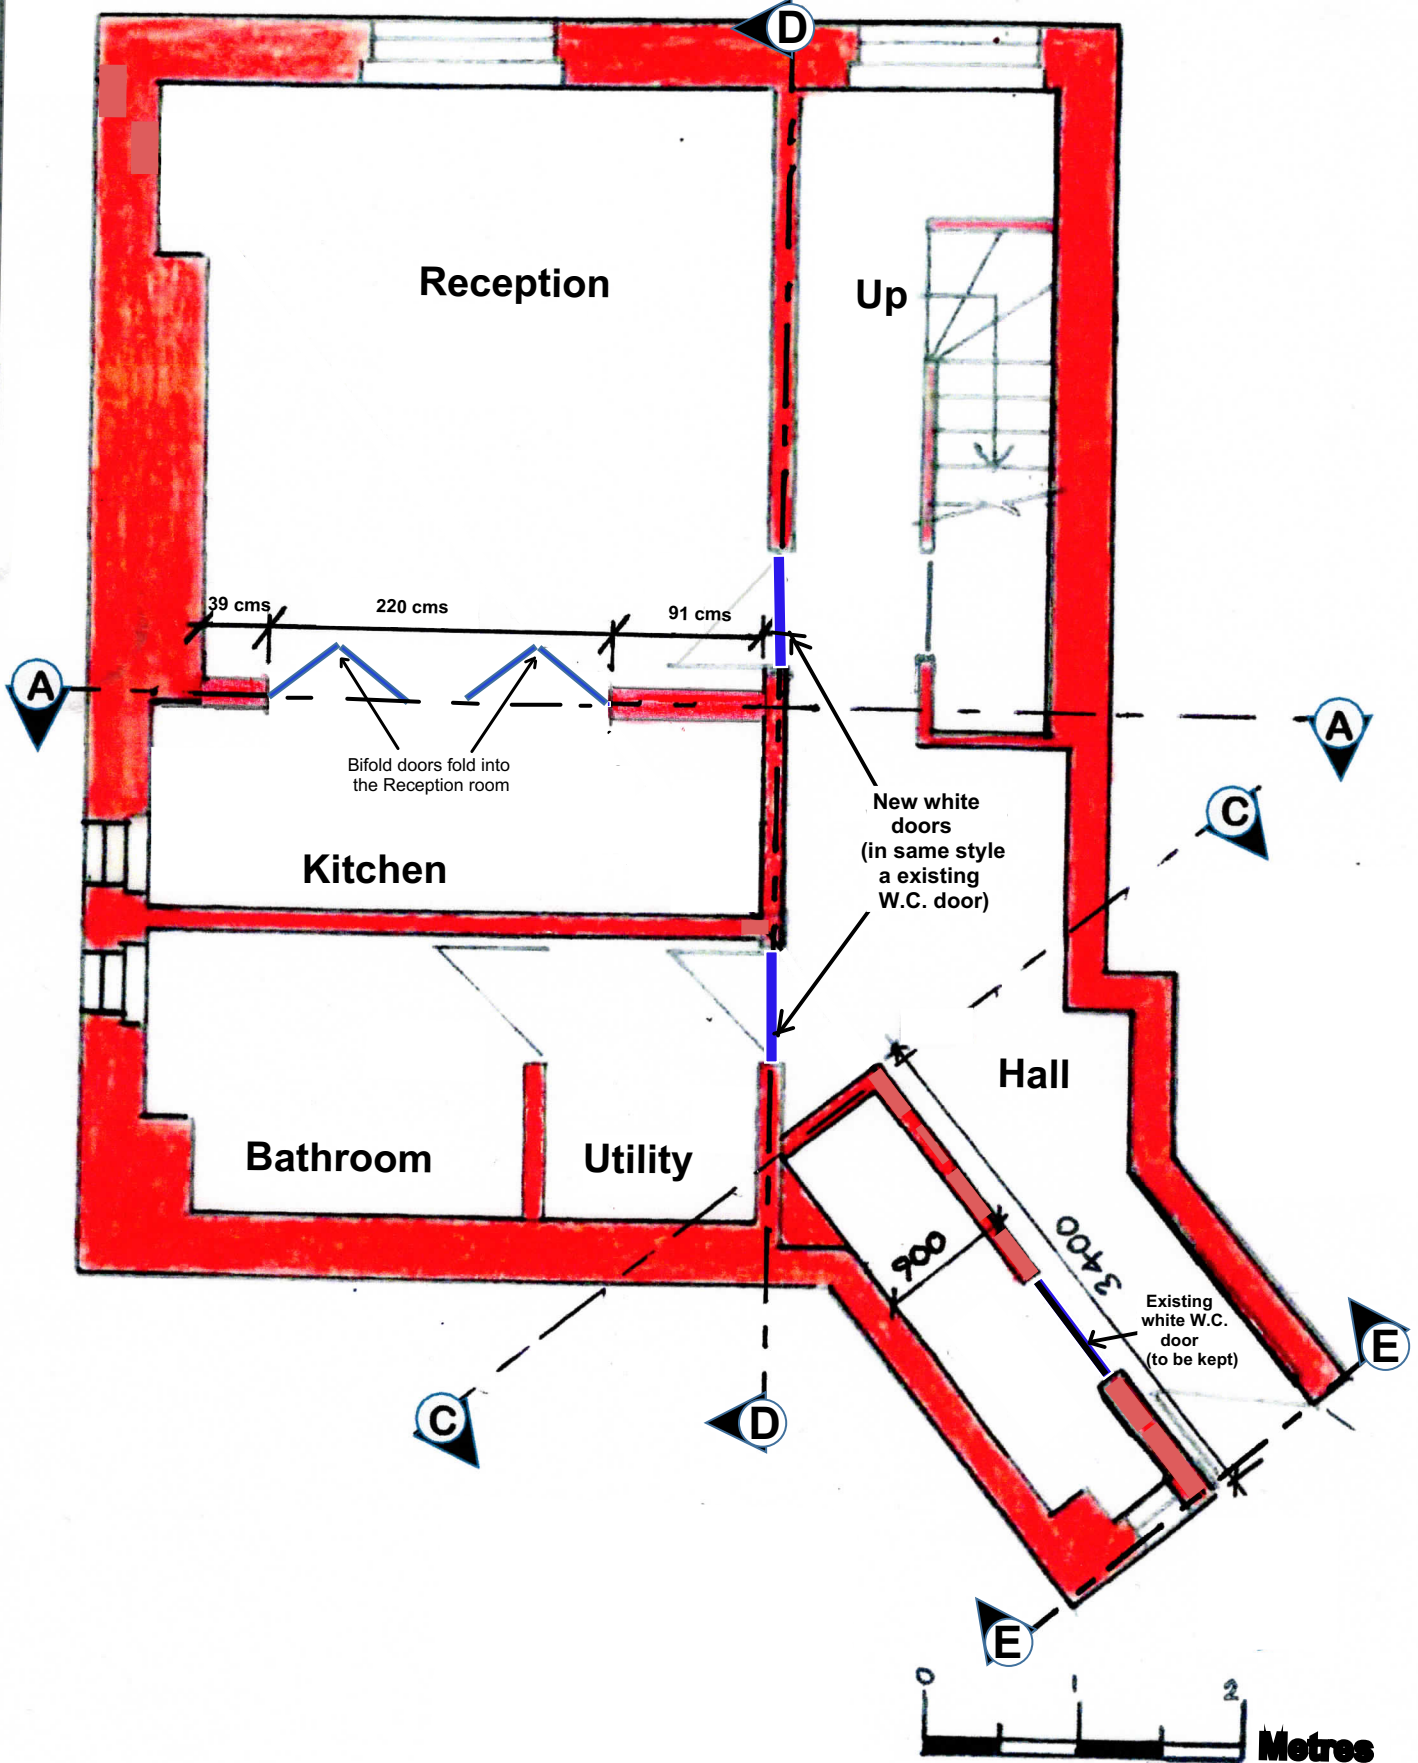 D
Reception
Up
39 cms
220 cms
91 cms
A
A
Bifold doors fold into
the Reception room
New white
doors
(in same style
a existing
W.C. door)
C
Kitchen
Hall
Bathroom
Utility
900
3400
Existing
white W.C.
door
(to be kept)
E
C
D
E
0 1 2
Metres